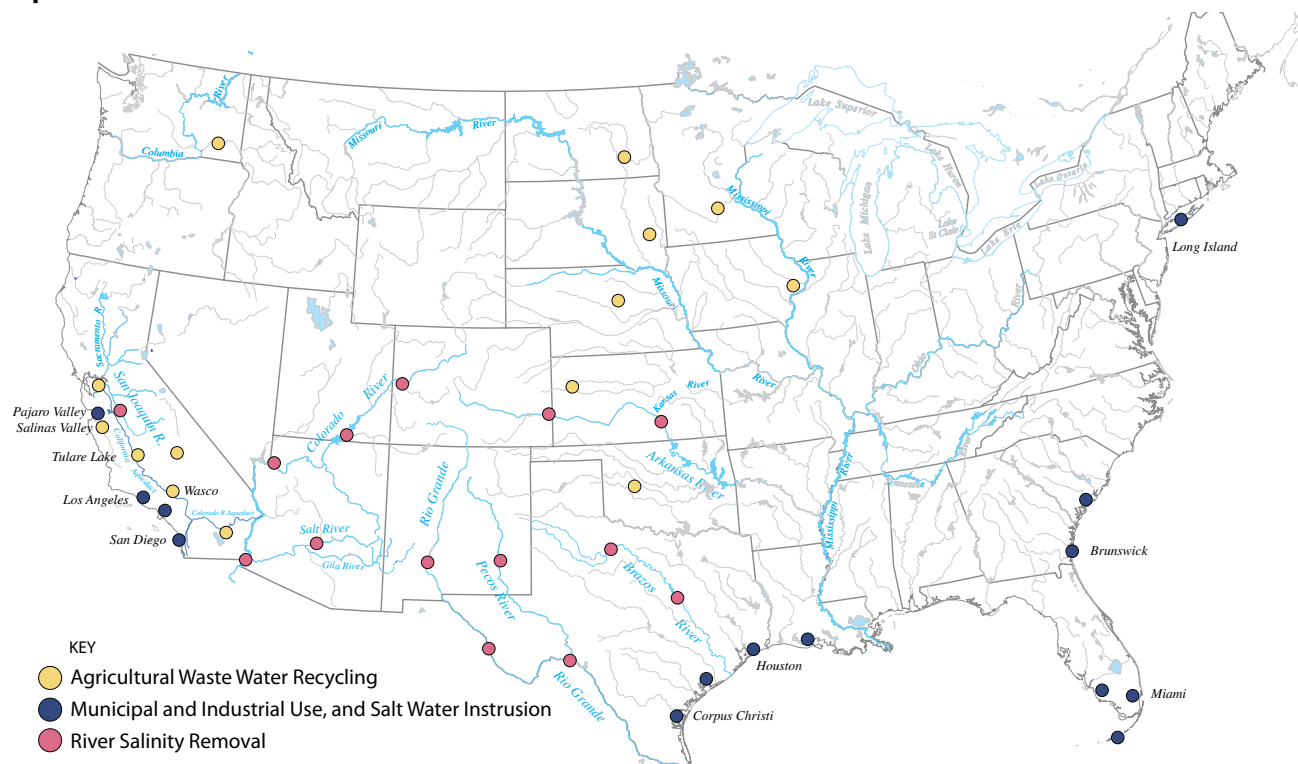 River
Columbia
Missouri
River
Lake Superior
Lake Huron
Lake Ontario
Lake Michigan
Lake
St Clair
Lake Erie
Mississippi
River
Long Island
Missouri
River
Sacramento R.
San Joaquin R.
Ohio
River
Colorado
River
Kansas
River
River
Pajaro Valley
Salinas Valley
California
Aqueduct
Tulare Lake
Wasco
Los Angeles
Colorado R Aqueduct
San Diego
Salt River
Gila River
Rio Grande
Pecos River
Arkansas River
Tennessee
Mississippi
River
Brazos
River
Brunswick
Houston
Rio Grande
Corpus Christi
Miami
KEY
Agricultural Waste Water Recycling
Municipal and Industrial Use, and Salt Water Instrusion
River Salinity Removal